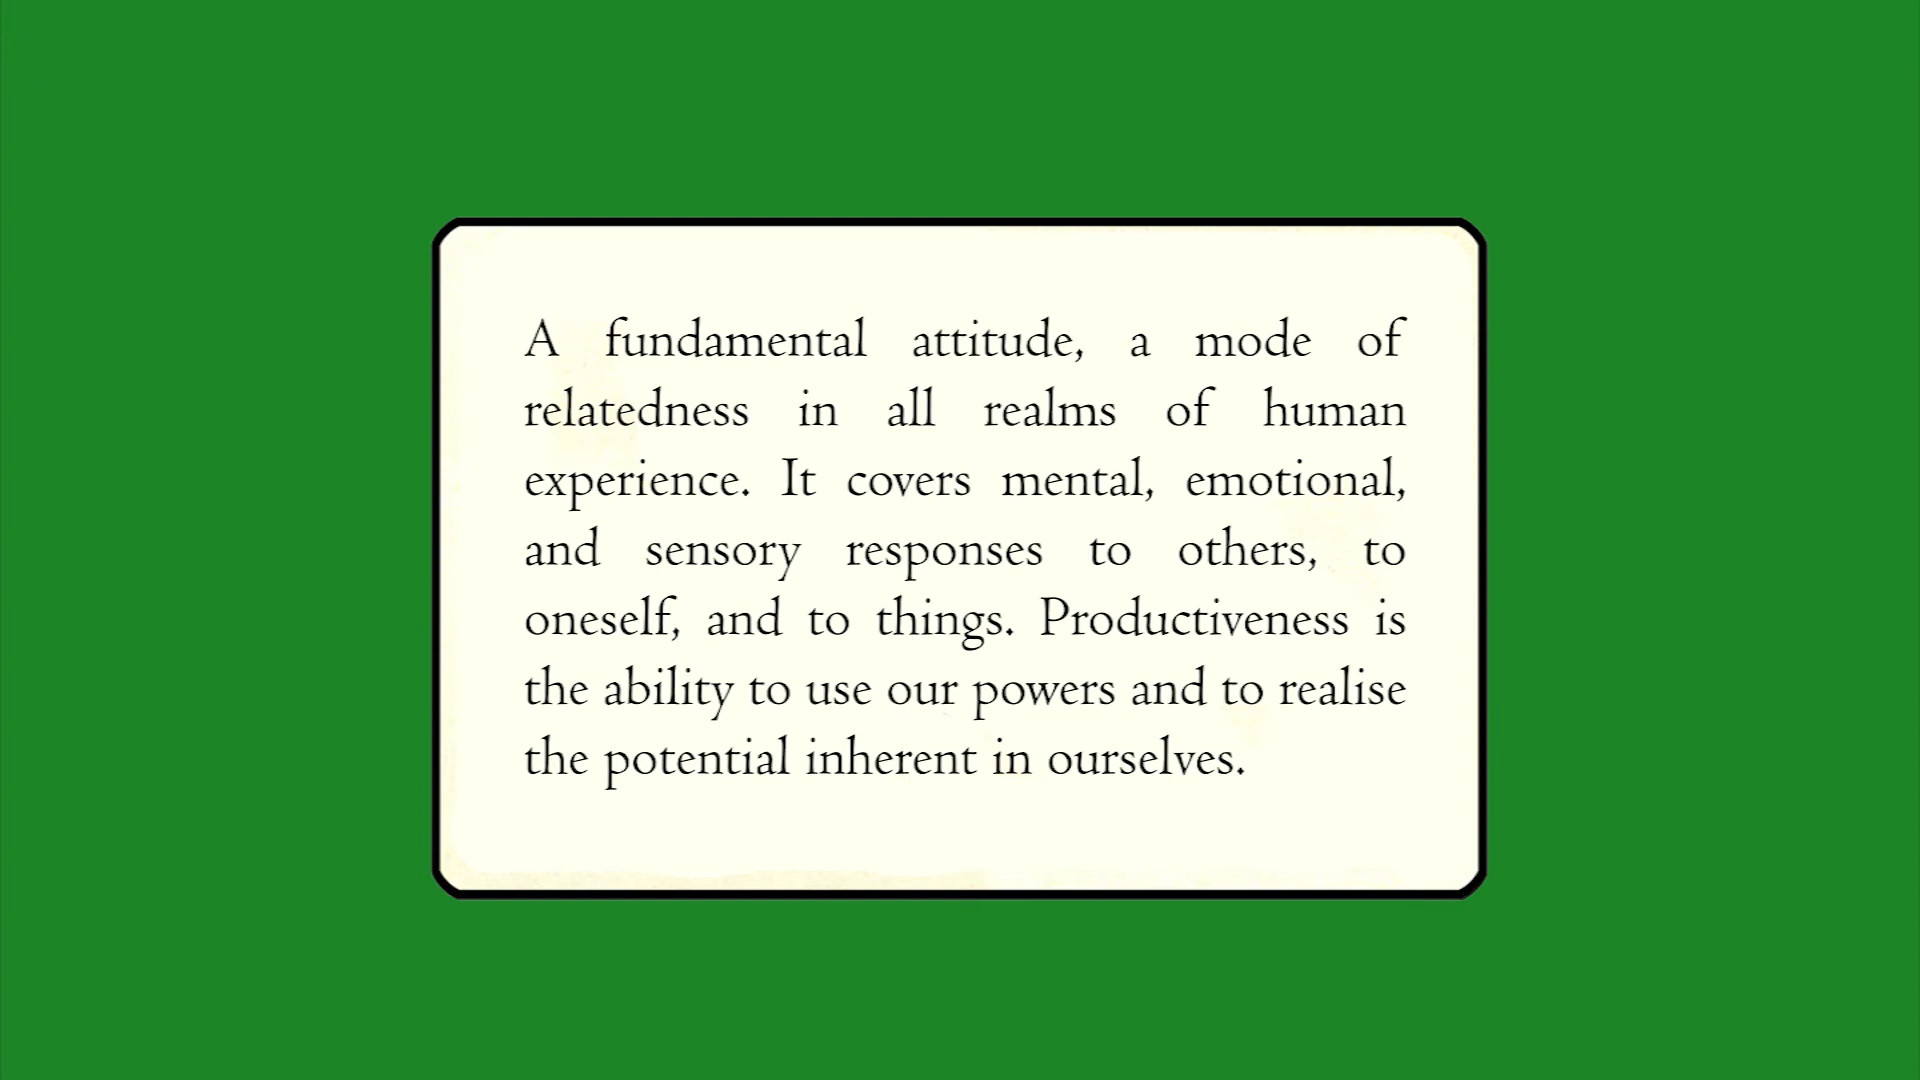 A fundamental attitude, a mode of
relatedness in all realms of human
experience. It covers mental, emotional,
and sensory responses to others, to
oneself, and to things. Productiveness is
the ability to use our powers and to realise
the potential inherent in ourselves.